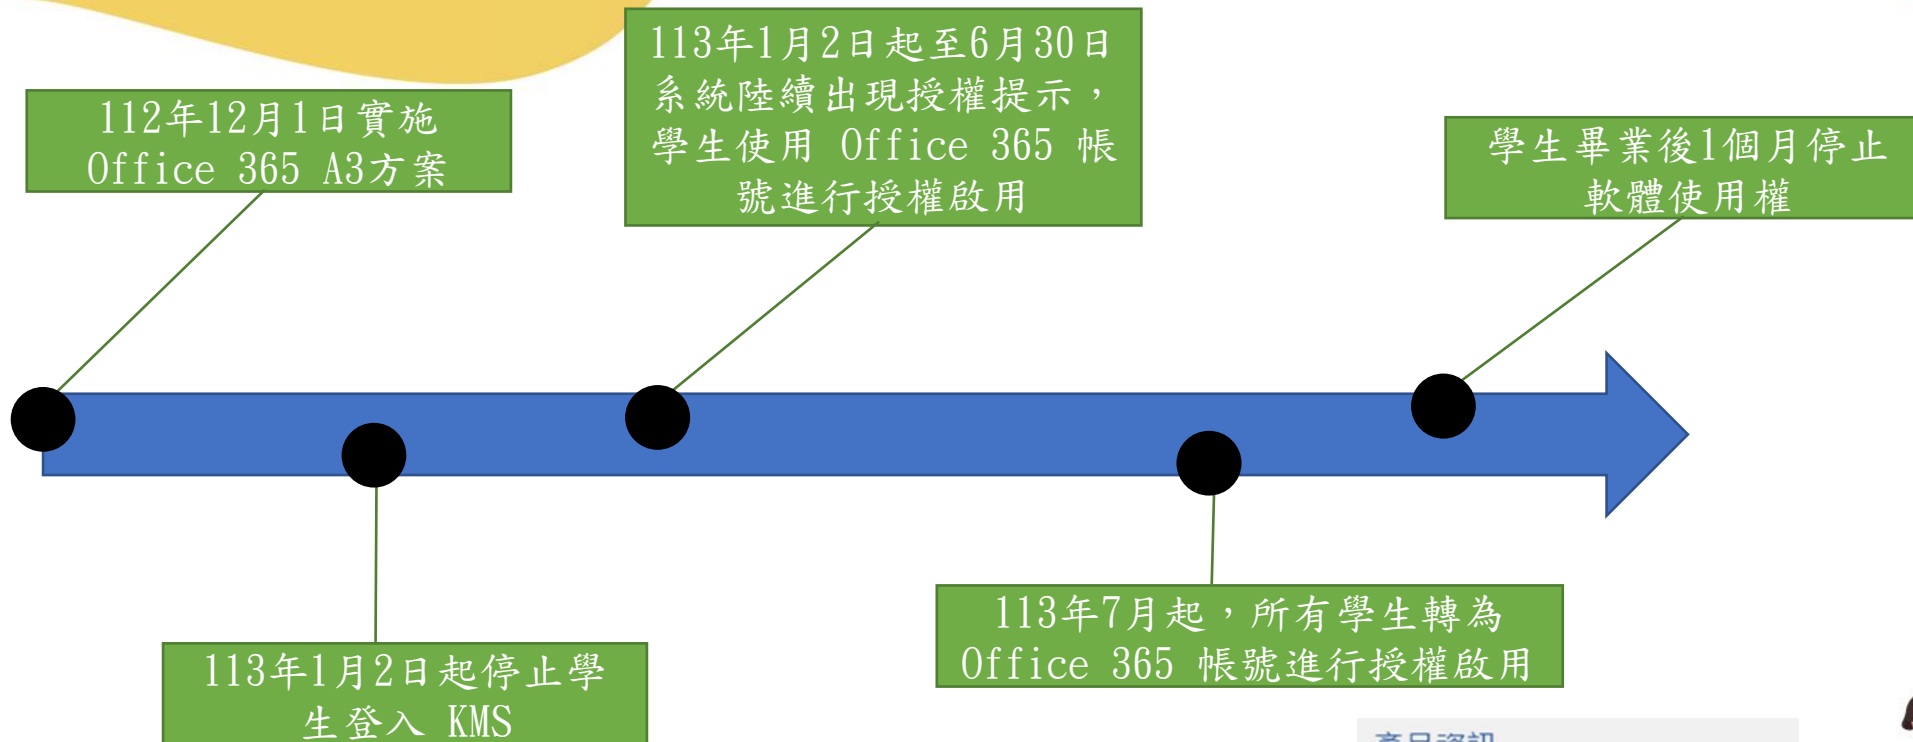 112年12月1日實施
Office 365 A3方案
113年1月2日起至6月30日
系統陸續出現授權提示，
學生使用 Office 365 帳
號進行授權啟用
學生畢業後1個月停止
軟體使用權
113年1月2日起停止學
生登入 KMS
113年7月起，所有學生轉為
Office 365 帳號進行授權啟用
產品資訊